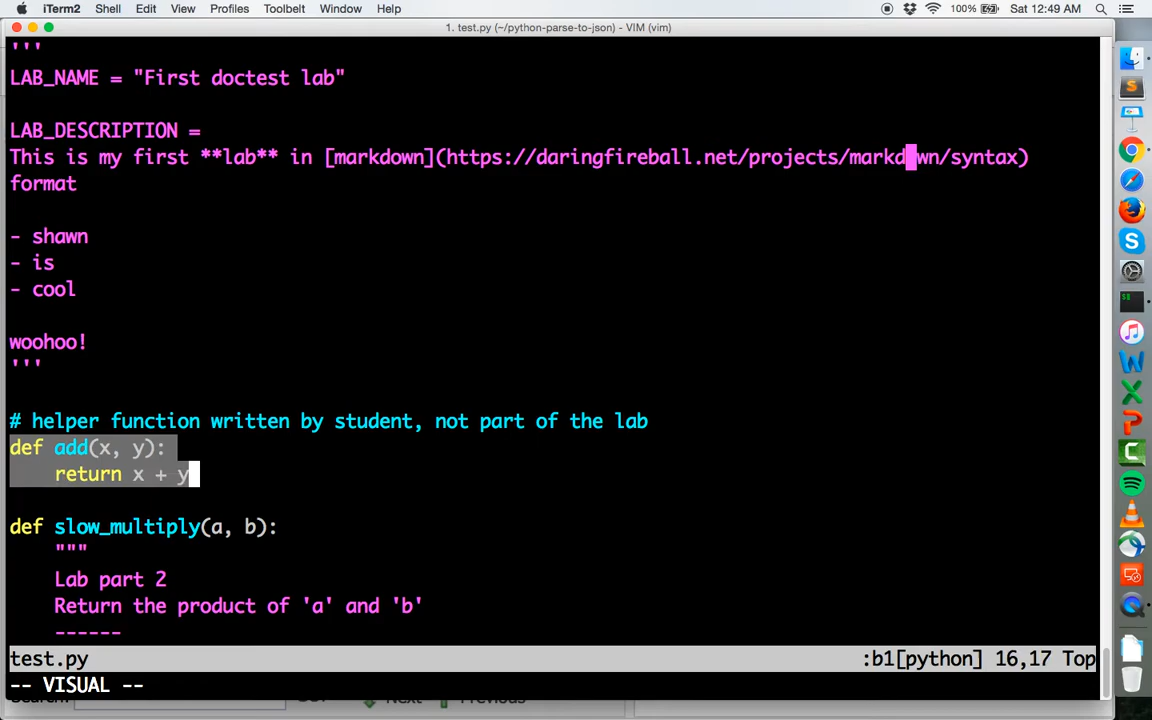 iTerm2 Shell Edit View Profiles Toolbelt Window Help 100% Sat 12:49 AM
1. test.py (~/python-parse-to-json) - VIM (vim)
'''
LAB_NAME = "First doctest lab"
LAB_DESCRIPTION =
This is my first **lab** in [markdown](https://daringfireball.net/projects/markdown/syntax)
format
- shawn
- is
- cool
woohoo!
'''
# helper function written by student, not part of the lab
def add(x, y):
return x + y
def slow_multiply(a, b):
"""
Lab part 2
Return the product of 'a' and 'b'
------
test.py :b1[python] 16,17 Top
-- VISUAL --